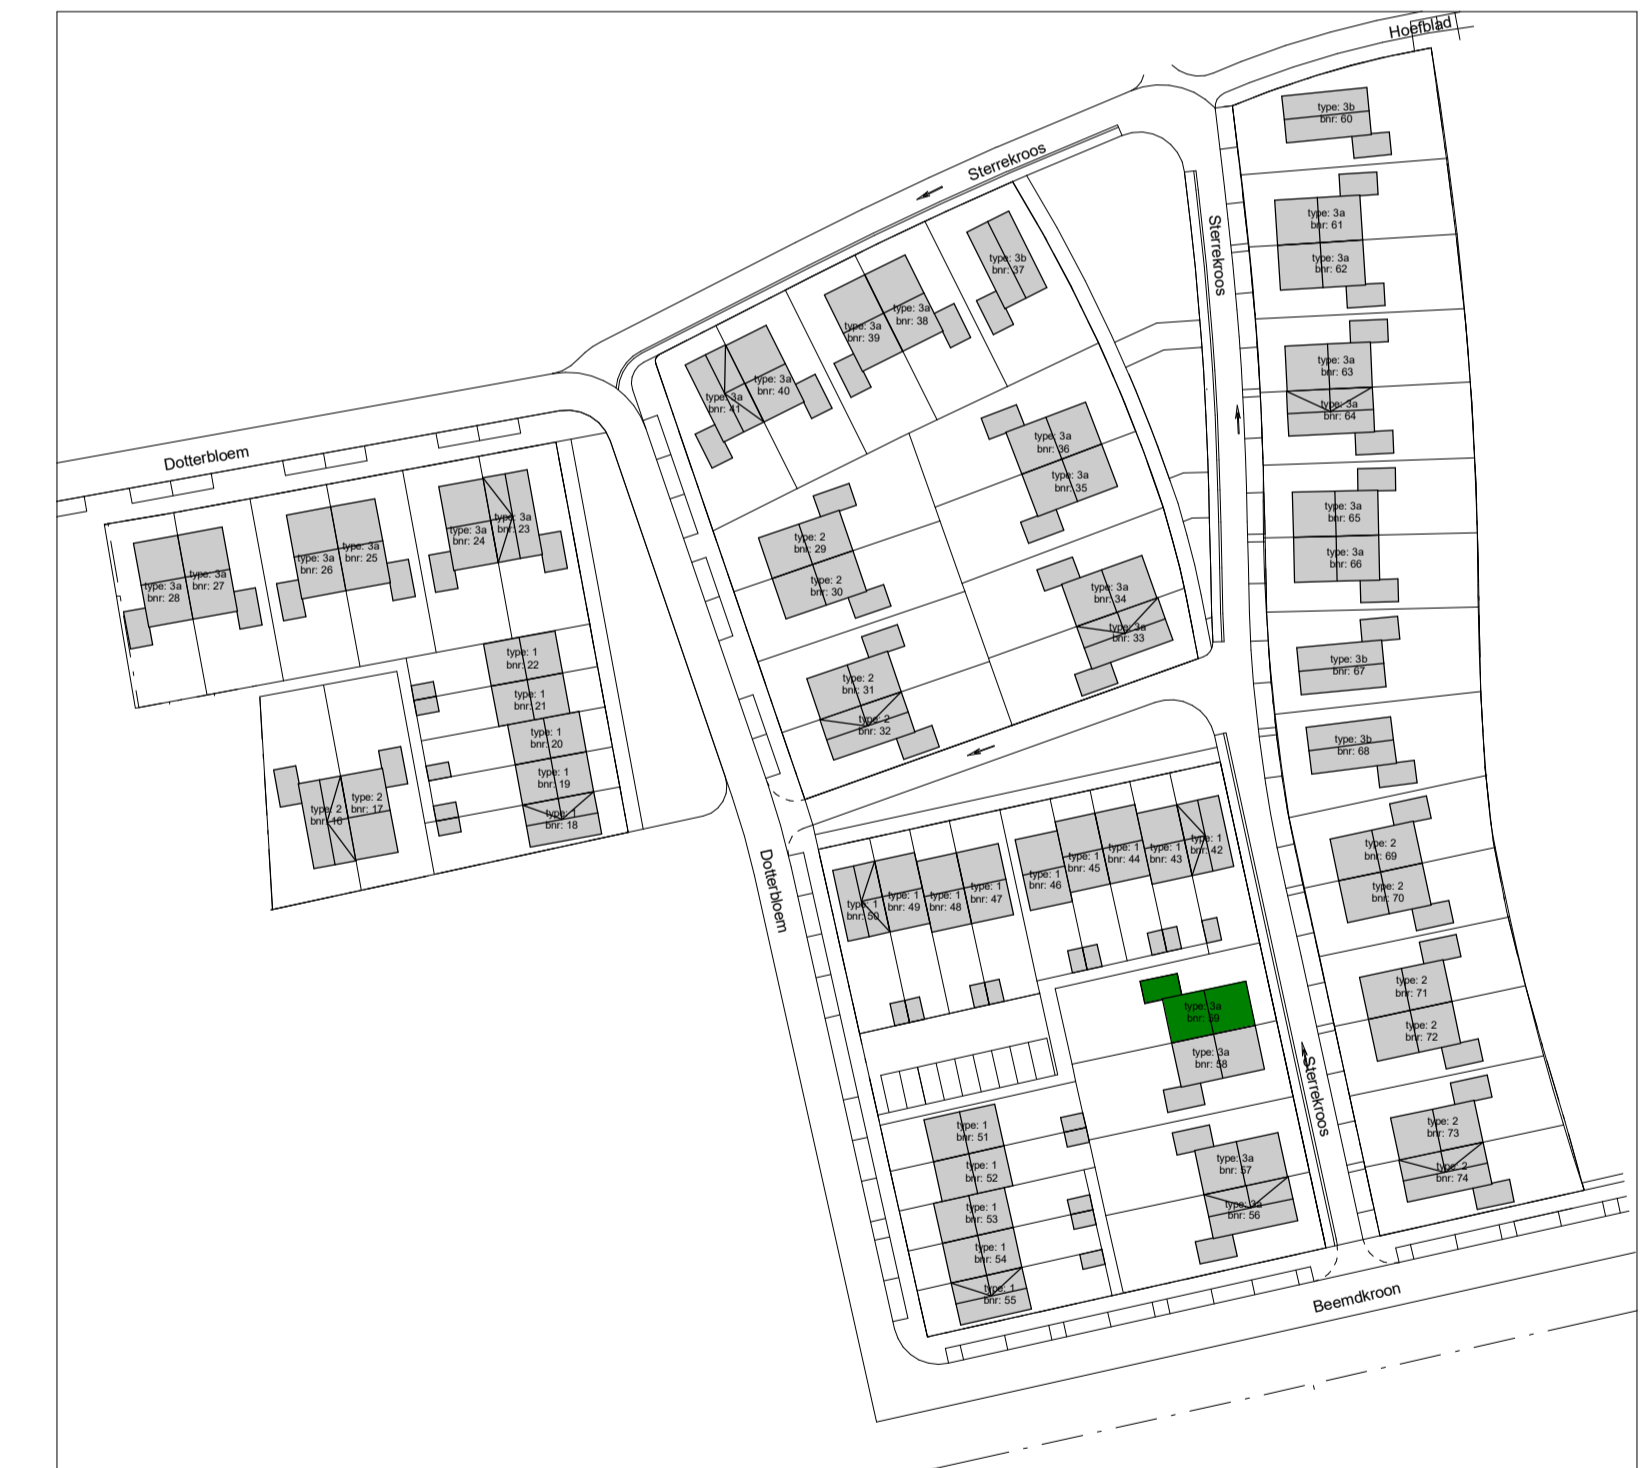 Hoefblad
type: 3b
bnr: 60
Sterrekroos
Sterrekroos
type: 3a
bnr: 61
type: 3a
bnr: 62
type: 3b
bnr: 37
type: 3a
bnr: 38
type: 3a
bnr: 39
type: 3a
bnr: 40
type: 3a
bnr: 41
type: 3a
bnr: 63
type: 3a
bnr: 64
type: 3a
bnr: 36
type: 3a
bnr: 35
Dotterbloem
type: 3a
bnr: 23
type: 3a
bnr: 24
type: 3a
bnr: 25
type: 3a
bnr: 26
type: 3a
bnr: 27
type: 3a
bnr: 28
type: 2
bnr: 29
type: 2
bnr: 30
type: 3a
bnr: 65
type: 3a
bnr: 66
type: 3a
bnr: 34
type: 3a
bnr: 33
type: 1
bnr: 22
type: 1
bnr: 21
type: 1
bnr: 20
type: 1
bnr: 19
type: 1
bnr: 18
type: 2
bnr: 17
type: 2
bnr: 16
type: 2
bnr: 31
type: 2
bnr: 32
type: 3b
bnr: 67
type: 3b
bnr: 68
type: 2
bnr: 69
type: 2
bnr: 70
type: 1
bnr: 42
type: 1
bnr: 43
type: 1
bnr: 44
type: 1
bnr: 45
type: 1
bnr: 46
type: 1
bnr: 47
type: 1
bnr: 48
type: 1
bnr: 49
type: 1
bnr: 50
Dotterbloem
type: 3a
bnr: 59
type: 3a
bnr: 58
type: 2
bnr: 71
type: 2
bnr: 72
Sterrekroos
type: 1
bnr: 51
type: 1
bnr: 52
type: 1
bnr: 53
type: 1
bnr: 54
type: 1
bnr: 55
type: 3a
bnr: 57
type: 3a
bnr: 56
type: 2
bnr: 73
type: 2
bnr: 74
Beemdkroon